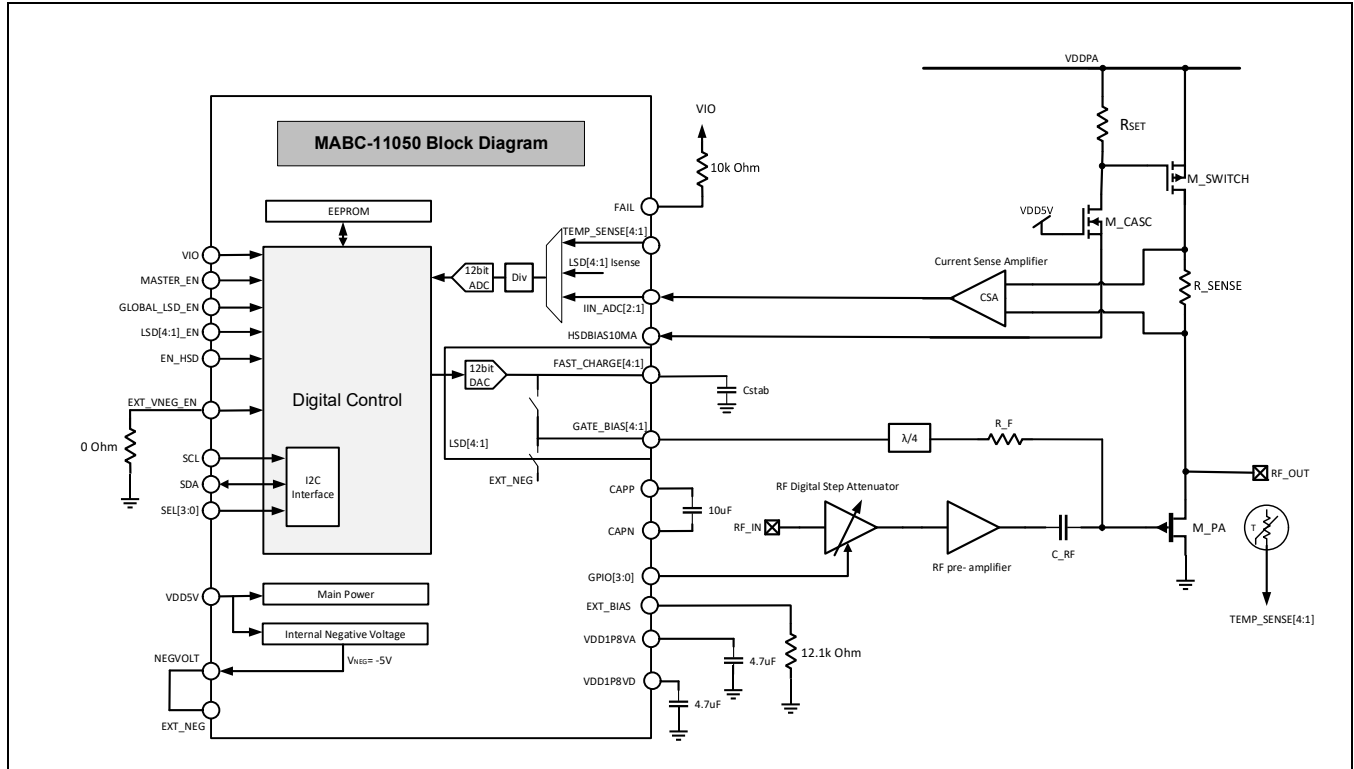 VDDPA
MABC-11050 Block Diagram
VIO
10k Ohm
RSET
M_SWITCH
FAIL
EEPROM
TEMP_SENSE[4:1]
VDD5V
M_CASC
VIO
MASTER_EN
GLOBAL_LSD_EN
LSD[4:1]_EN
EN_HSD
EXT_VNEG_EN
0 Ohm
SCL
SDA
SEL[3:0]
Digital Control
I2C
Interface
12bit
ADC
Div
LSD[4:1] Isense
IIN_ADC[2:1]
Current Sense Amplifier
CSA
R_SENSE
HSDBIAS10MA
12bit
DAC
FAST_CHARGE[4:1]
Cstab
LSD[4:1]
GATE_BIAS[4:1]
EXT_NEG
λ/4
R_F
CAPP
10uF
CAPN
RF Digital Step Attenuator
RF_IN
RF pre- amplifier
C_RF
RF_OUT
M_PA
T
TEMP_SENSE[4:1]
GPIO[3:0]
EXT_BIAS
12.1k Ohm
VDD1P8VA
4.7uF
VDD1P8VD
4.7uF
VDD5V
Main Power
Internal Negative Voltage
NEGVOLT
VNEG= -5V
EXT_NEG